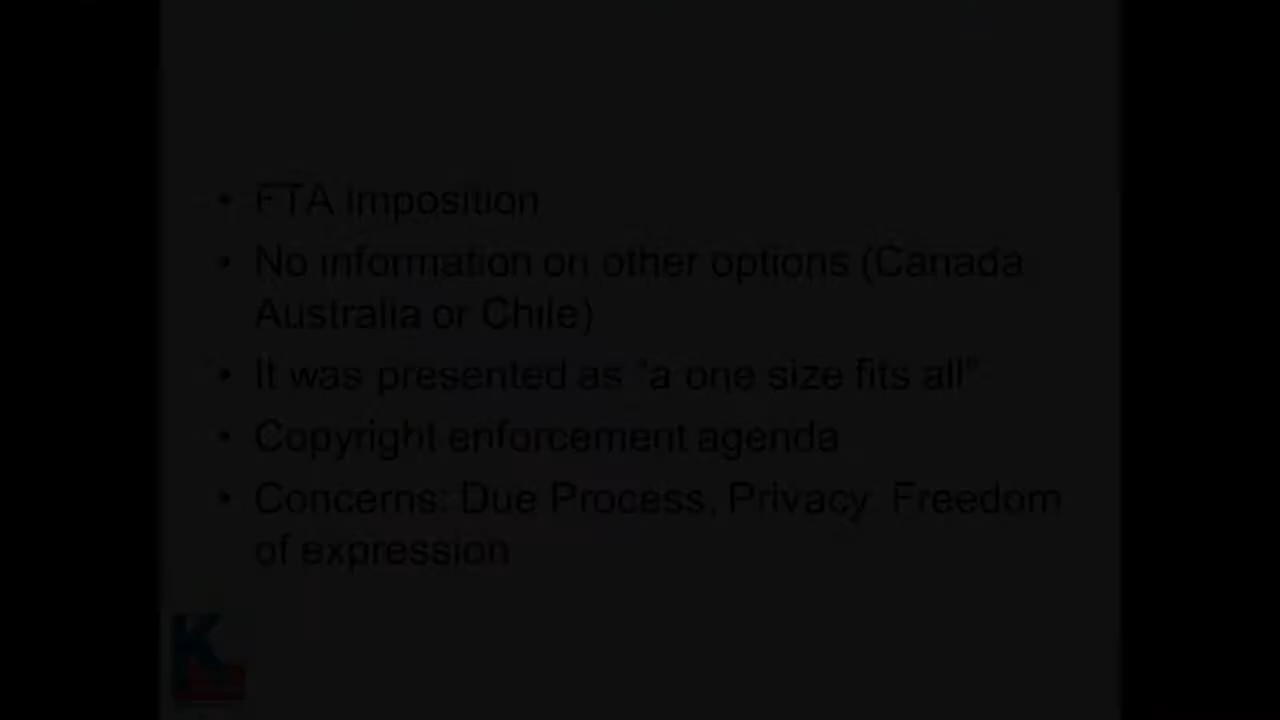 • FTA Imposition
• No information on other options (Canada
Australia or Chile)
• It was presented as "a one size fits all"
• Copyright enforcement agenda
• Concerns: Due Process, Privacy, Freedom
of expression
K